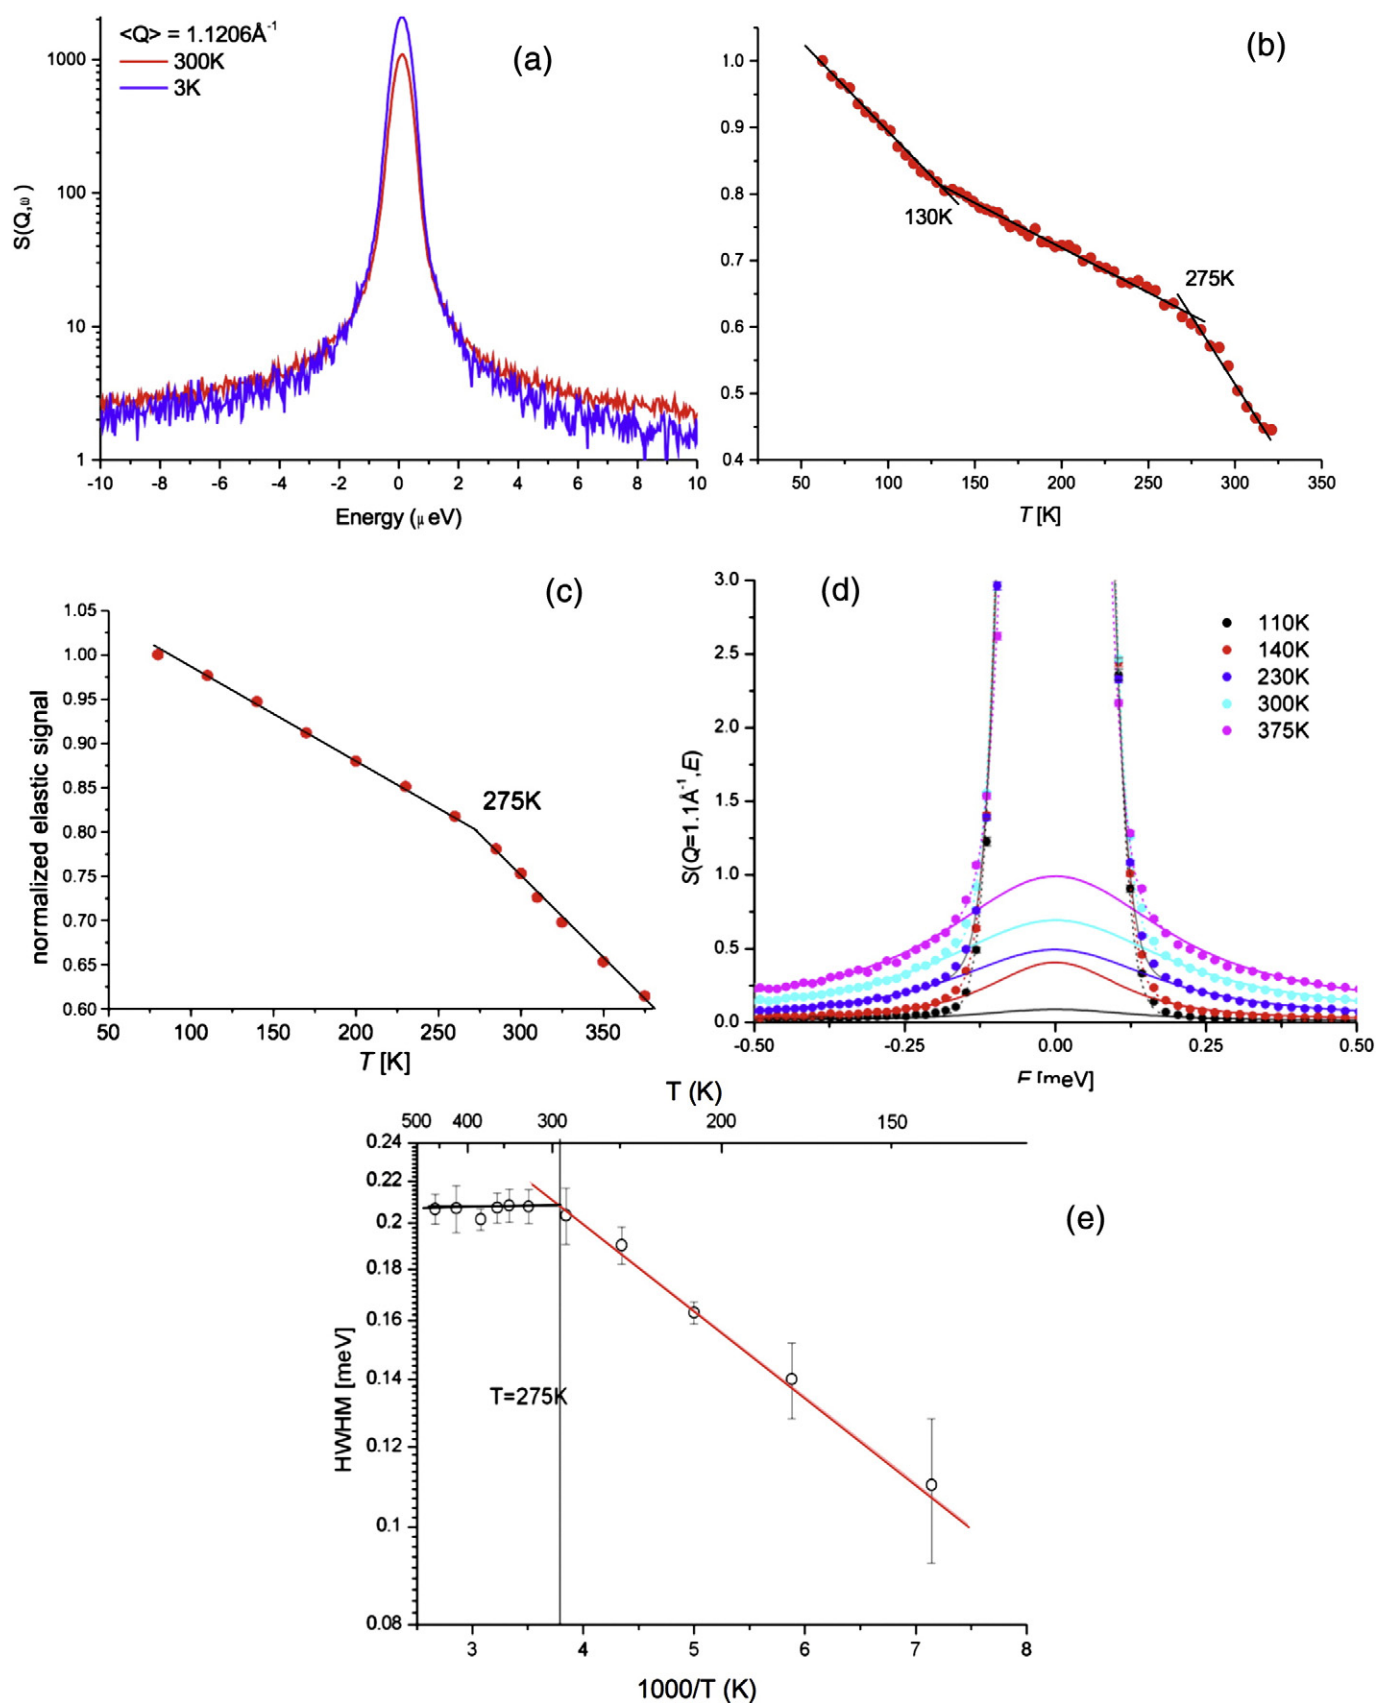 <Q> = 1.1206Å⁻¹
300K
3K
(a)
1000
100
10
1
S(Q,ω)
-10 -8 -6 -4 -2 0 2 4 6 8 10
Energy (μ eV)
(b)
1.0
0.9
0.8
0.7
0.6
0.5
0.4
130K
275K
50 100 150 200 250 300 350
T [K]
(c)
1.05
1.00
0.95
0.90
0.85
0.80
0.75
0.70
0.65
0.60
normalized elastic signal
275K
50 100 150 200 250 300 350
T [K]
(d)
3.0
2.5
2.0
1.5
1.0
0.5
0.0
S(Q=1.1Å⁻¹,E)
110K
140K
230K
300K
375K
-0.50 -0.25 0.00 0.25 0.50
E [meV]
T (K)
500 400 300 200 150
0.24
0.22
0.2
0.18
0.16
0.14
0.12
0.1
0.08
HWHM [meV]
(e)
T=275K
3 4 5 6 7 8
1000/T (K)